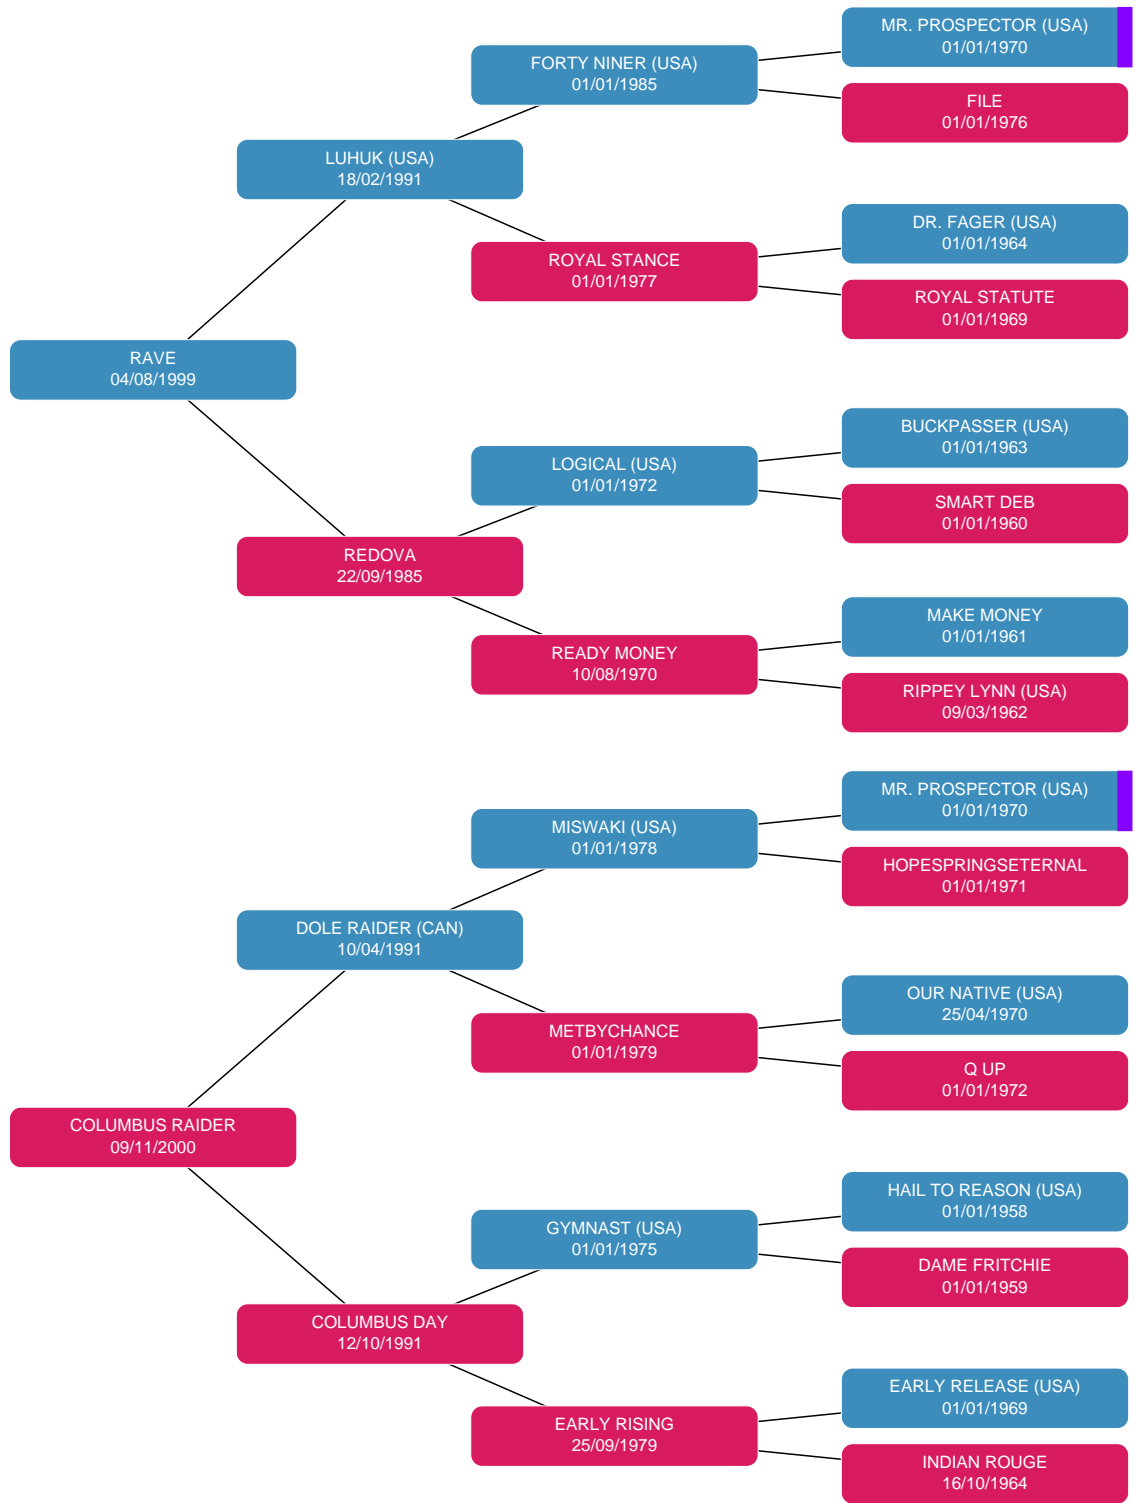 MR. PROSPECTOR (USA)
01/01/1970
FORTY NINER (USA)
01/01/1985
FILE
01/01/1976
LUHUK (USA)
18/02/1991
DR. FAGER (USA)
01/01/1964
ROYAL STANCE
01/01/1977
ROYAL STATUTE
01/01/1969
RAVE
04/08/1999
BUCKPASSER (USA)
01/01/1963
LOGICAL (USA)
01/01/1972
SMART DEB
01/01/1960
REDOVA
22/09/1985
MAKE MONEY
01/01/1961
READY MONEY
10/08/1970
RIPPEY LYNN (USA)
09/03/1962
MR. PROSPECTOR (USA)
01/01/1970
MISWAKI (USA)
01/01/1978
HOPESPRINGSETERNAL
01/01/1971
DOLE RAIDER (CAN)
10/04/1991
OUR NATIVE (USA)
25/04/1970
METBYCHANCE
01/01/1979
Q UP
01/01/1972
COLUMBUS RAIDER
09/11/2000
HAIL TO REASON (USA)
01/01/1958
GYMNAST (USA)
01/01/1975
DAME FRITCHIE
01/01/1959
COLUMBUS DAY
12/10/1991
EARLY RELEASE (USA)
01/01/1969
EARLY RISING
25/09/1979
INDIAN ROUGE
16/10/1964